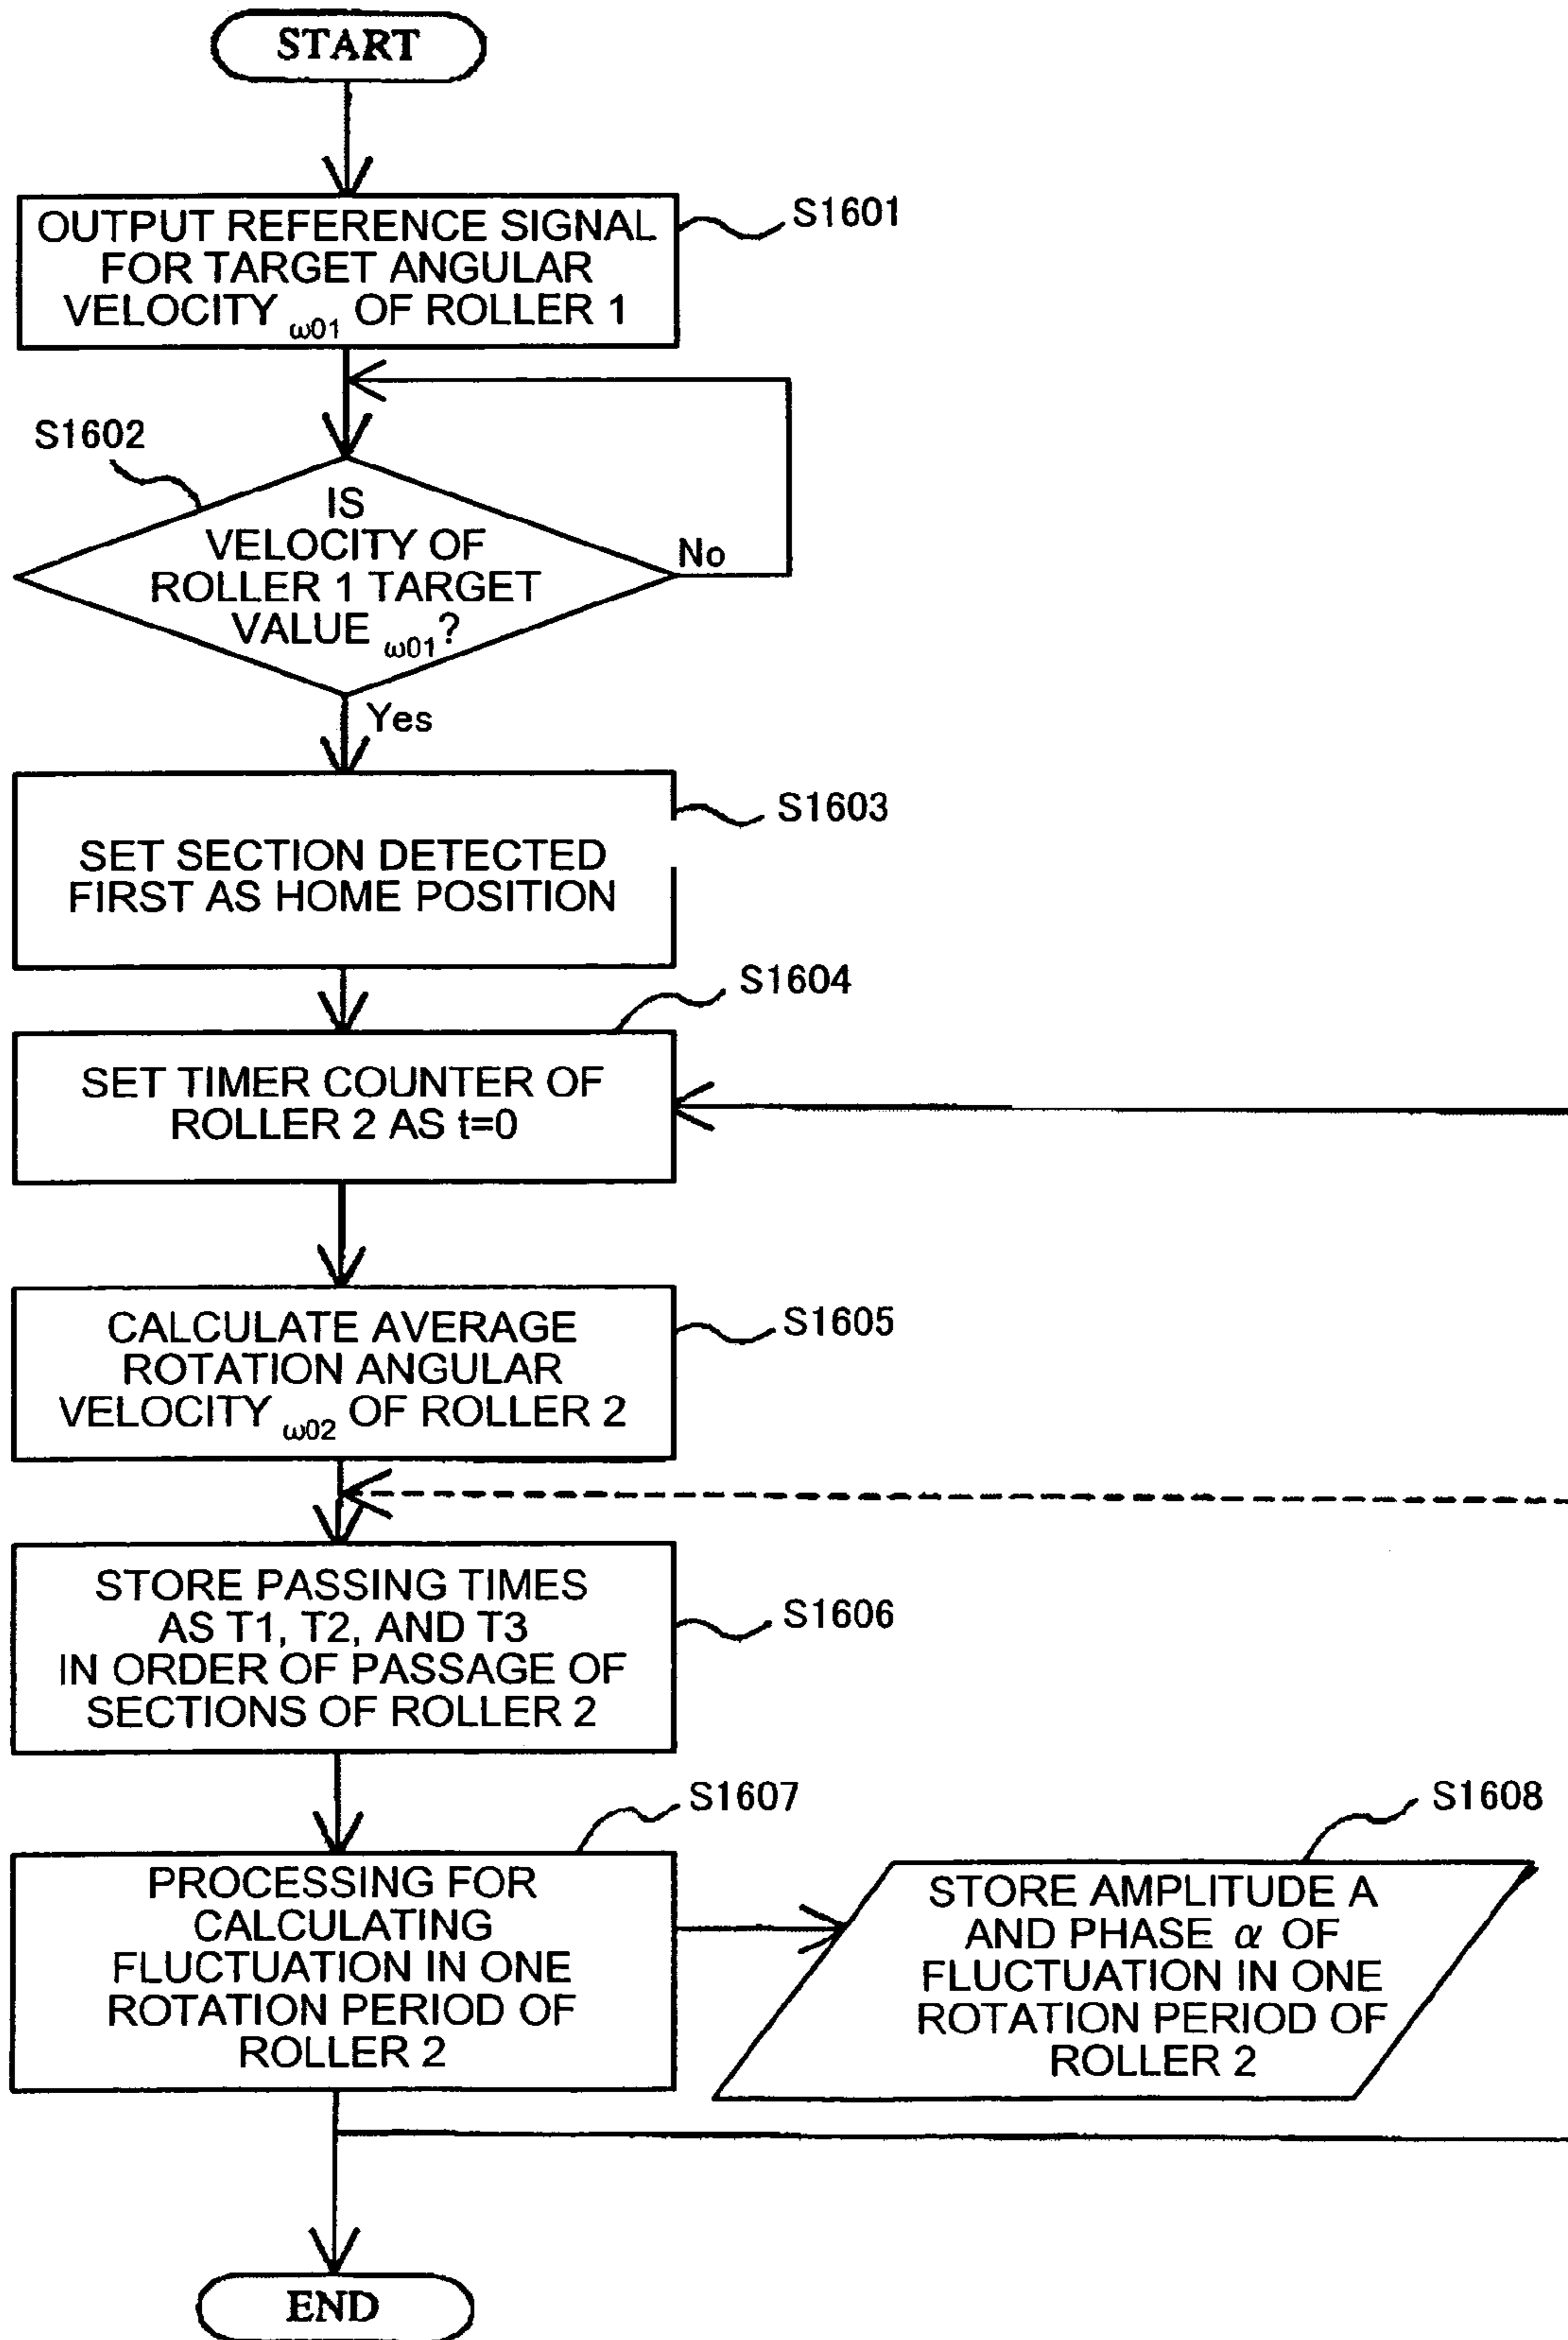 START
OUTPUT REFERENCE SIGNAL
FOR TARGET ANGULAR
VELOCITY ω01 OF ROLLER 1
S1601
S1602
IS
VELOCITY OF
ROLLER 1 TARGET
VALUE ω01?
No
Yes
SET SECTION DETECTED
FIRST AS HOME POSITION
S1603
S1604
SET TIMER COUNTER OF
ROLLER 2 AS t=0
CALCULATE AVERAGE
ROTATION ANGULAR
VELOCITY ω02 OF ROLLER 2
S1605
STORE PASSING TIMES
AS T1, T2, AND T3
IN ORDER OF PASSAGE OF
SECTIONS OF ROLLER 2
S1606
S1607
PROCESSING FOR
CALCULATING
FLUCTUATION IN ONE
ROTATION PERIOD OF
ROLLER 2
S1608
STORE AMPLITUDE A
AND PHASE α OF
FLUCTUATION IN ONE
ROTATION PERIOD OF
ROLLER 2
END